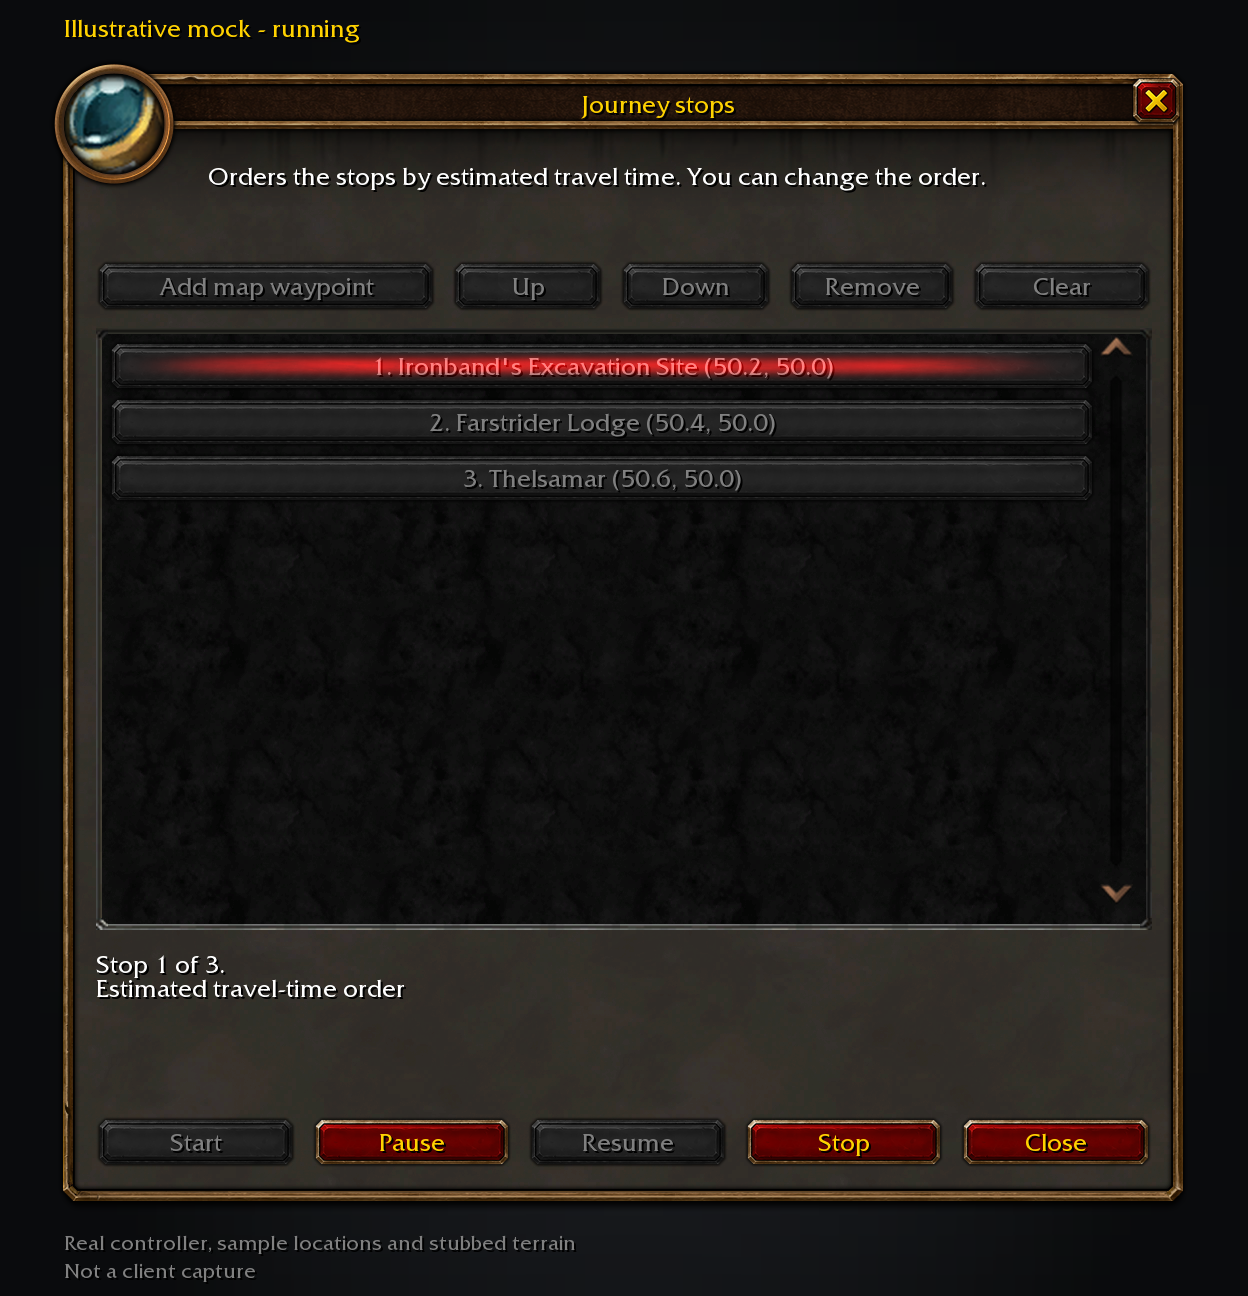 Illustrative mock - running
Journey stops
Orders the stops by estimated travel time. You can change the order.
Add map waypoint
Up
Down
Remove
Clear
1. Ironband's Excavation Site (50.2, 50.0)
2. Farstrider Lodge (50.4, 50.0)
3. Thelsamar (50.6, 50.0)
Stop 1 of 3.
Estimated travel-time order
Start
Pause
Resume
Stop
Close
Real controller, sample locations and stubbed terrain
Not a client capture